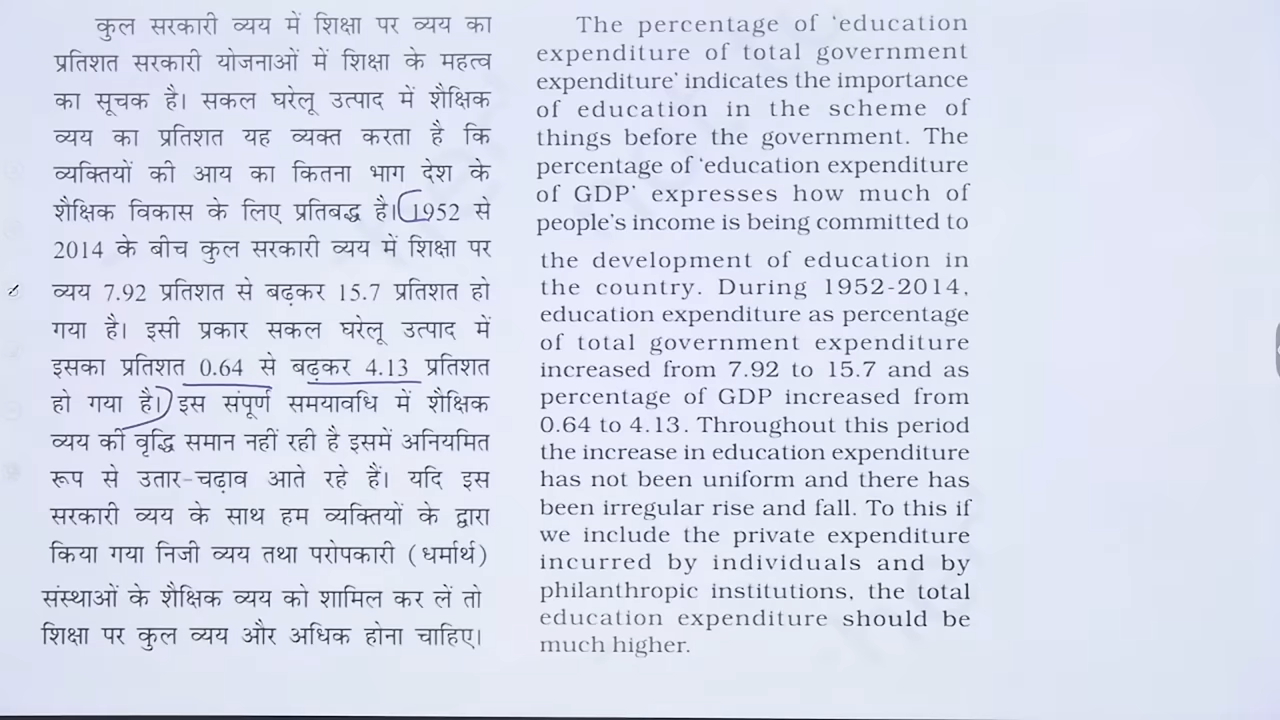 कुल सरकारी व्यय में शिक्षा पर व्यय का
प्रतिशत सरकारी योजनाओं में शिक्षा के महत्व
का सूचक है। सकल घरेलू उत्पाद में शैक्षिक
व्यय का प्रतिशत यह व्यक्त करता है कि
व्यक्तियों की आय का कितना भाग देश के
शैक्षिक विकास के लिए प्रतिबद्ध है। 1952 से
2014 के बीच कुल सरकारी व्यय में शिक्षा पर
व्यय 7.92 प्रतिशत से बढ़कर 15.7 प्रतिशत हो
गया है। इसी प्रकार सकल घरेलू उत्पाद में
इसका प्रतिशत 0.64 से बढ़कर 4.13 प्रतिशत
हो गया है। इस संपूर्ण समयावधि में शैक्षिक
व्यय की वृद्धि समान नहीं रही है इसमें अनियमित
रूप से उतार-चढ़ाव आते रहे हैं। यदि इस
सरकारी व्यय के साथ हम व्यक्तियों के द्वारा
किया गया निजी व्यय तथा परोपकारी (धर्मार्थ)
संस्थाओं के शैक्षिक व्यय को शामिल कर लें तो
शिक्षा पर कुल व्यय और अधिक होना चाहिए।
The percentage of ‘education
expenditure of total government
expenditure’ indicates the importance
of education in the scheme of
things before the government. The
percentage of ‘education expenditure
of GDP’ expresses how much of
people’s income is being committed to
the development of education in
the country. During 1952-2014,
education expenditure as percentage
of total government expenditure
increased from 7.92 to 15.7 and as
percentage of GDP increased from
0.64 to 4.13. Throughout this period
the increase in education expenditure
has not been uniform and there has
been irregular rise and fall. To this if
we include the private expenditure
incurred by individuals and by
philanthropic institutions, the total
education expenditure should be
much higher.